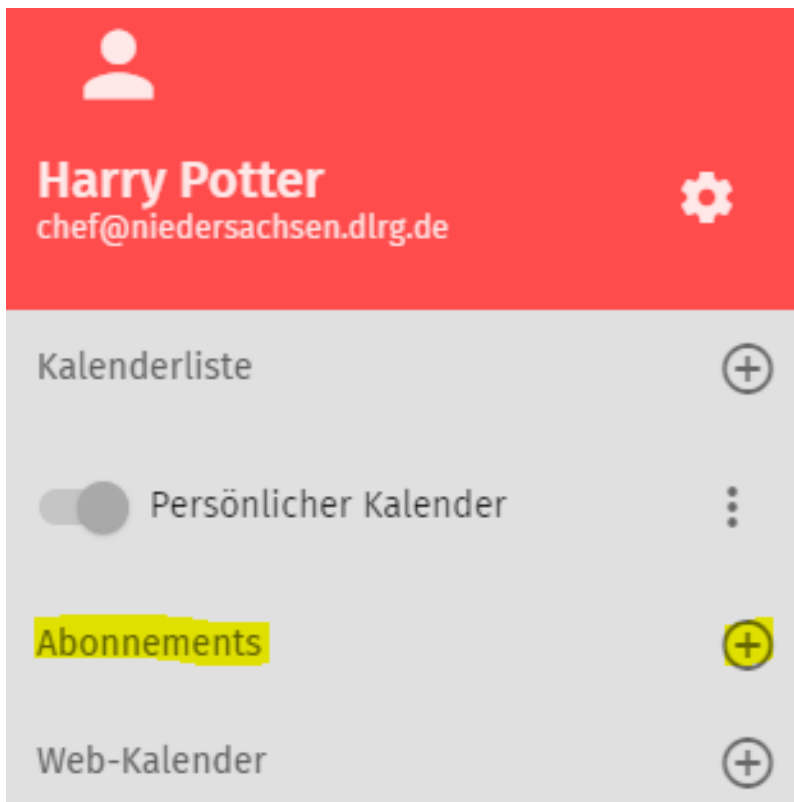 Harry Potter
chef@niedersachsen.dlrg.de
Kalenderliste
Persönlicher Kalender
Abonnements
Web-Kalender